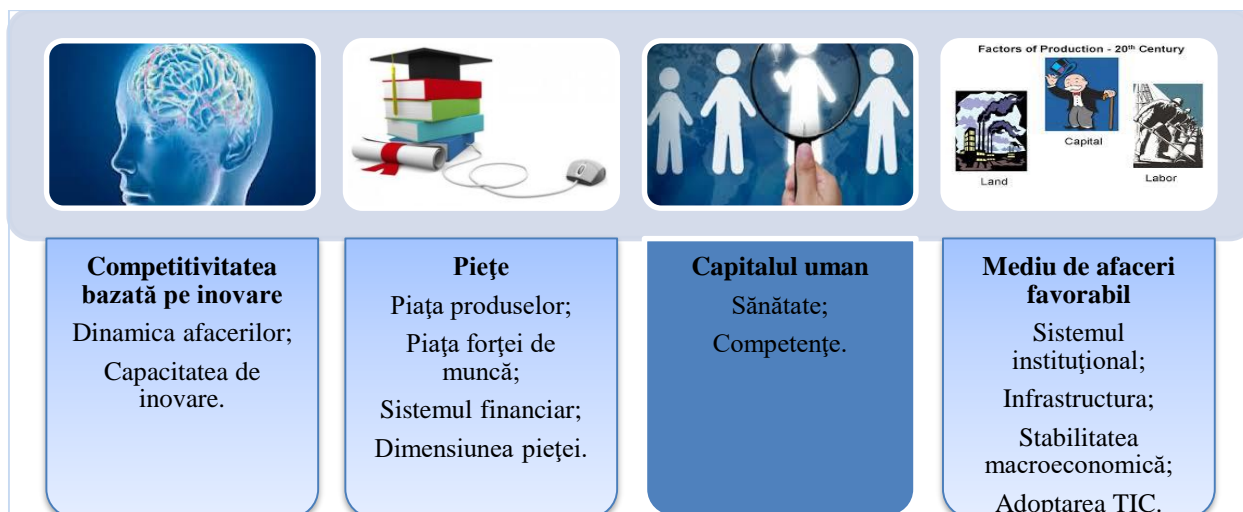 Factors of Production - 20th Century
Capital
Land
Labor
Competitivitatea
bazată pe inovare
Dinamica afacerilor;
Capacitatea de
inovare.
Pieţe
Piaţa produselor;
Piaţa forţei de
muncă;
Sistemul financiar;
Dimensiunea pieţei.
Capitalul uman
Sănătate;
Competenţe.
Mediu de afaceri
favorabil
Sistemul
instituţional;
Infrastructura;
Stabilitatea
macroeconomică;
Adoptarea TIC.